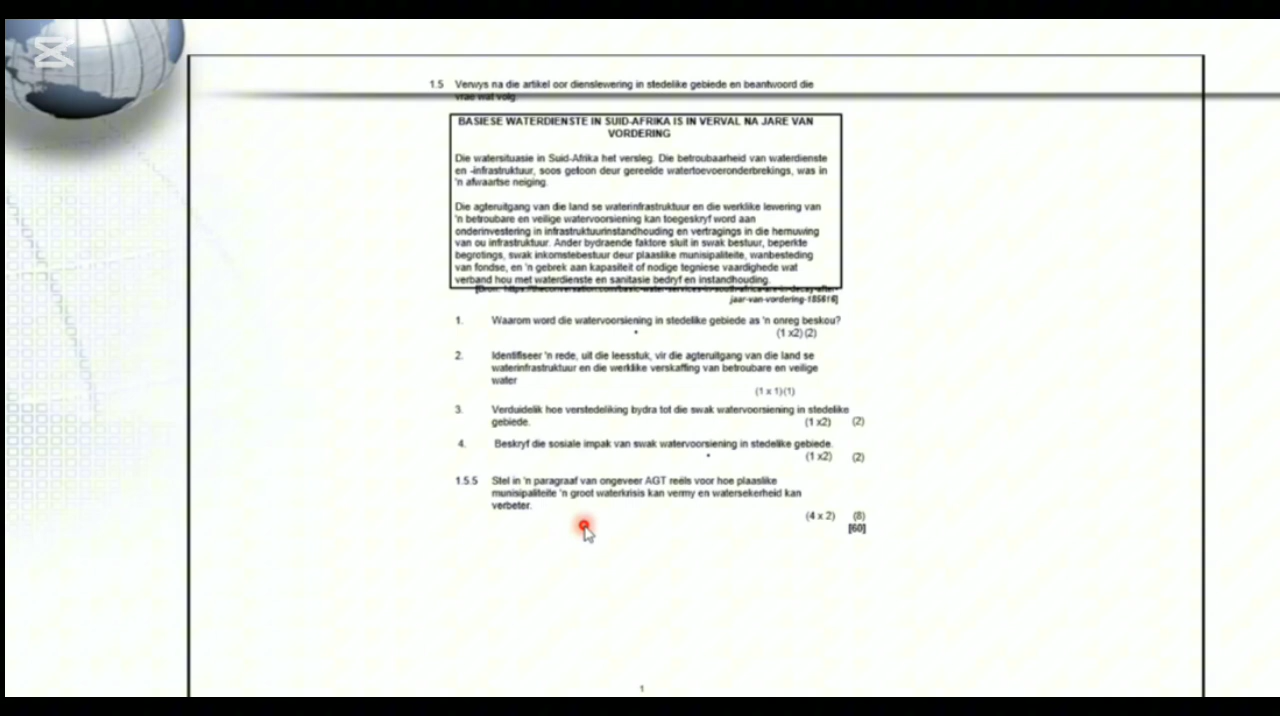 1.5 Verwys na die artikel oor dienslewering in stedelike gebiede en beantwoord die
vrae wat volg.
BASIESE WATERDIENSTE IN SUID-AFRIKA IS IN VERVAL NA JARE VAN
VORDERING
Die watersituasie in Suid-Afrika het versleg. Die betroubaarheid van waterdienste
en -infrastruktuur, soos getoon deur gereelde watertoevoeronderbrekings, was in
'n afwaartse neiging.
Die agteruitgang van die land se waterinfrastruktuur en die werklike lewering van
'n betroubare en veilige watervoorsiening kan toegeskryf word aan
onderinvestering in infrastruktuurinstandhouding en vertragings in die hernuwing
van ou infrastruktuur. Ander bydraende faktore sluit in swak bestuur, beperkte
begrotings, swak inkomstebestuur deur plaaslike munisipaliteite, wanbesteding
van fondse, en 'n gebrek aan kapasiteit of nodige tegniese vaardighede wat
verband hou met waterdienste en sanitasie bedryf en instandhouding.
jaar-van-vordering-185616]
1. Waarom word die watervoorsiening in stedelike gebiede as 'n onreg beskou?
(1 x2) (2)
2. Identifiseer 'n rede, uit die leesstuk, vir die agteruitgang van die land se
waterinfrastruktuur en die werklike verskaffing van betroubare en veilige
water
(1 x 1)(1)
3. Verduidelik hoe verstedeliking bydra tot die swak watervoorsiening in stedelike
gebiede. (1 x2) (2)
4. Beskryf die sosiale impak van swak watervoorsiening in stedelike gebiede.
(1 x2) (2)
1.5.5 Stel in 'n paragraaf van ongeveer AGT reëls voor hoe plaaslike
munisipaliteite 'n groot waterkrisis kan vermy en watersekerheid kan
verbeter.
(4 x 2) (8)
[60]
1